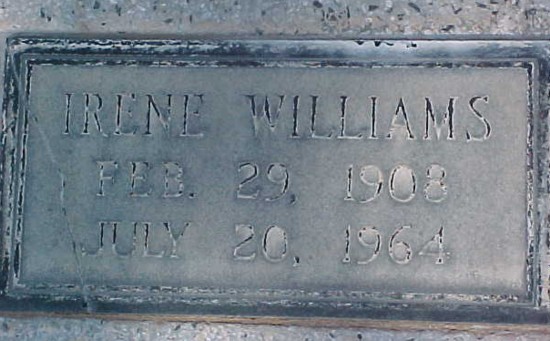 IRENE WILLIAMS
FEB. 29, 1908
JULY 20, 1964